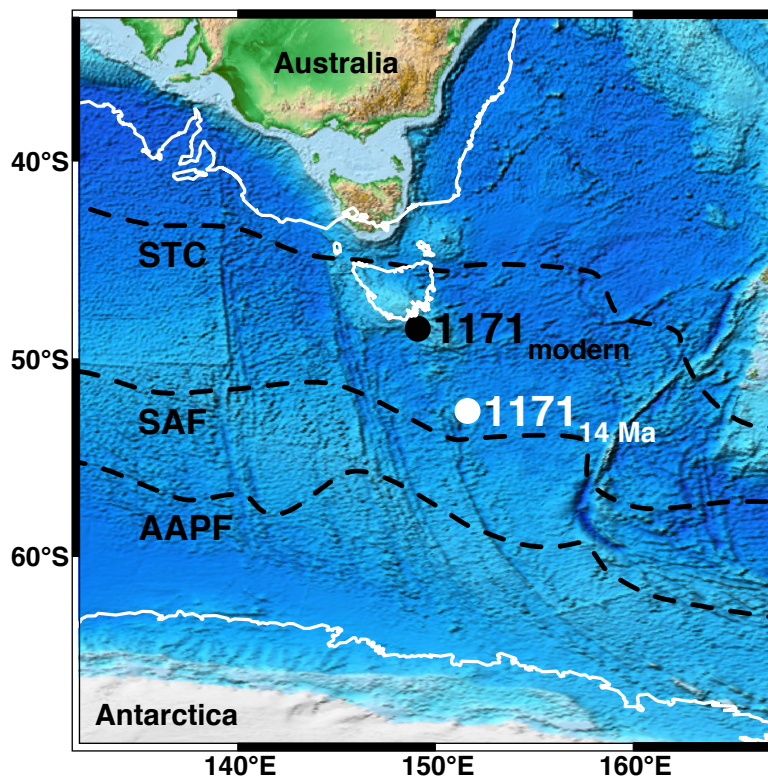 Australia
40°S
STC
1171modern
50°S
117114 Ma
SAF
AAPF
60°S
Antarctica
140°E 150°E 160°E